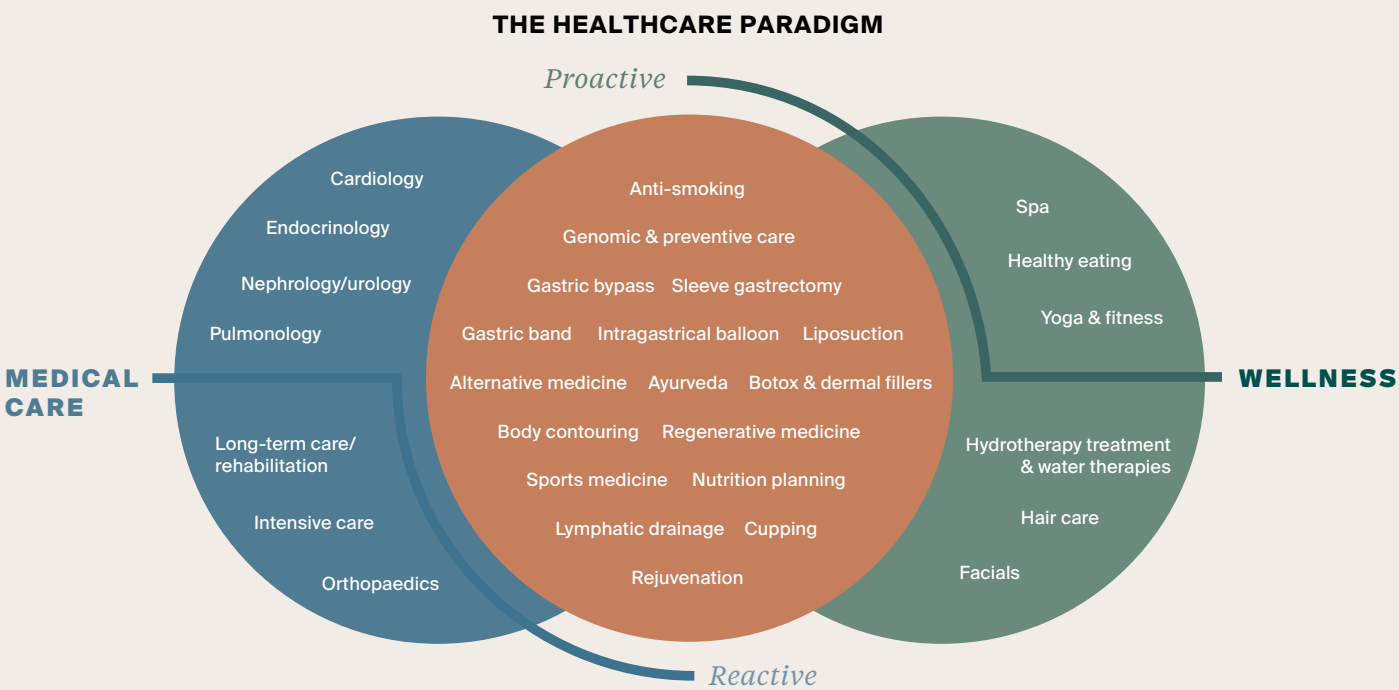 THE HEALTHCARE PARADIGM
Proactive
MEDICAL
CARE
Cardiology
Endocrinology
Nephrology/urology
Pulmonology
Long-term care/
rehabilitation
Intensive care
Orthopaedics
Anti-smoking
Genomic & preventive care
Gastric bypass Sleeve gastrectomy
Gastric band Intragastrical balloon Liposuction
Alternative medicine Ayurveda Botox & dermal fillers
Body contouring Regenerative medicine
Sports medicine Nutrition planning
Lymphatic drainage Cupping
Rejuvenation
Spa
Healthy eating
Yoga & fitness
Hydrotherapy treatment
& water therapies
Hair care
Facials
WELLNESS
Reactive